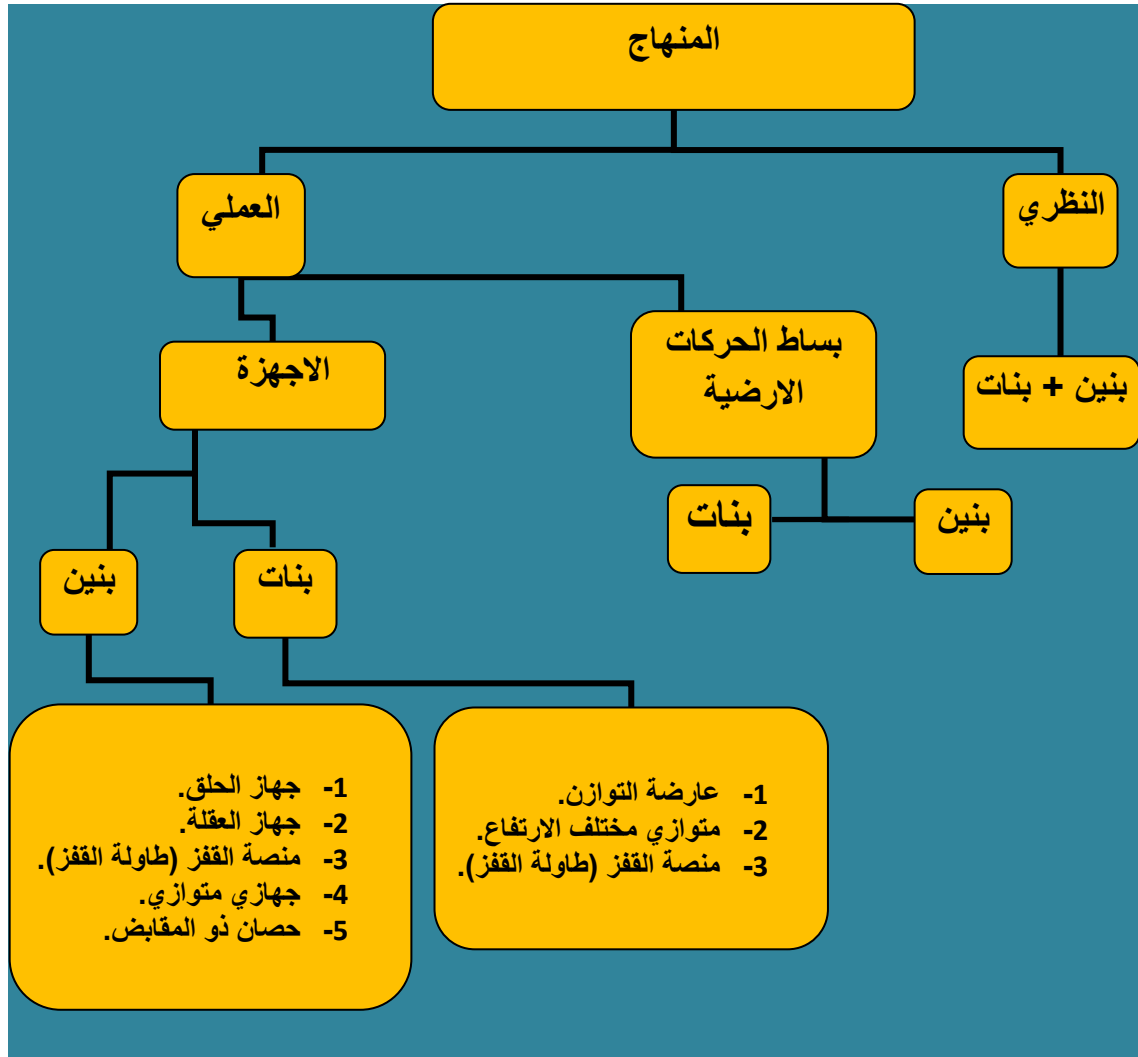 المنهاج
النظري
العملي
بنين + بنات
بساط الحركات
الارضية
الاجهزة
بنين
بنات
بنات
بنين
1- عارضة التوازن.
2- متوازي مختلف الارتفاع.
3- منصة القفز (طاولة القفز).
1- جهاز الحلق.
2- جهاز العقلة.
3- منصة القفز (طاولة القفز).
4- جهازي متوازي.
5- حصان ذو المقابض.